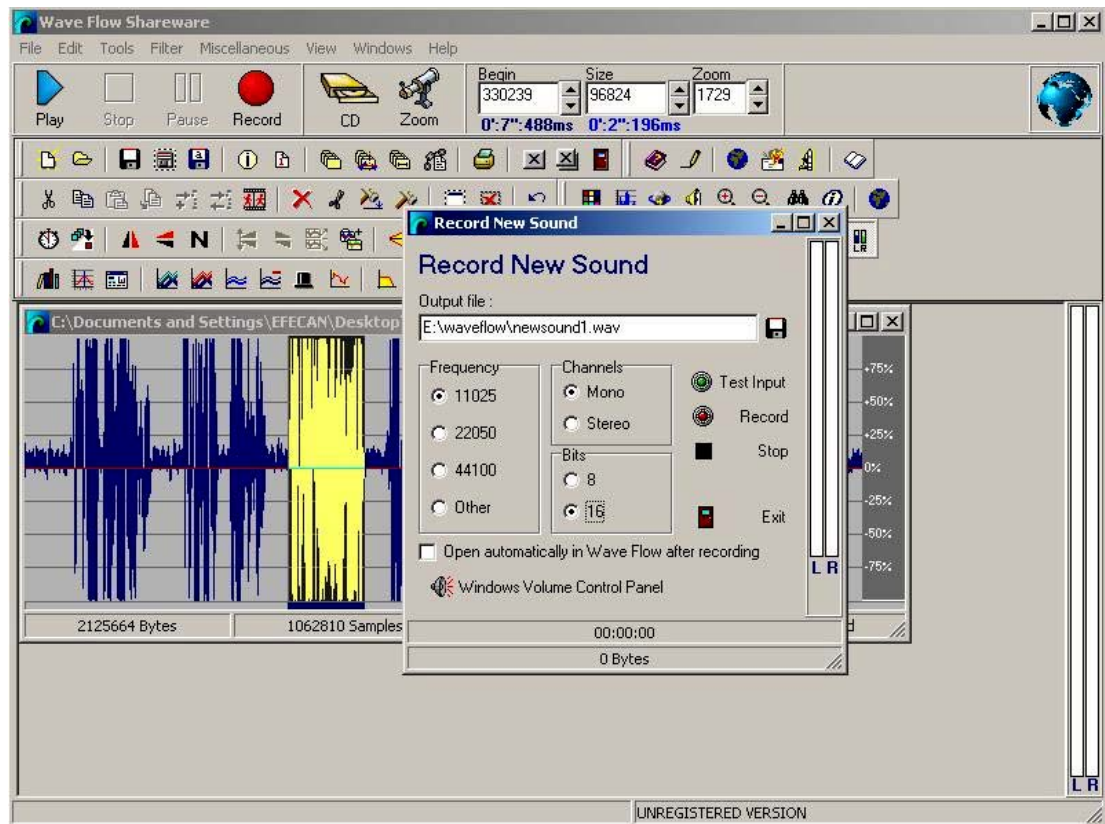 Wave Flow Shareware
File Edit Tools Filter Miscellaneous View Windows Help
Play Stop Pause Record CD Zoom
Begin Size Zoom
330239 96824 1729
0':7":488ms 0':2":196ms
Record New Sound
Record New Sound
Output file :
E:\waveflow\newsound1.wav
Frequency
11025
22050
44100
Other
Channels
Mono
Stereo
Bits
8
16
Test Input
Record
Stop
Exit
Open automatically in Wave Flow after recording
Windows Volume Control Panel
L R
00:00:00
0 Bytes
C:\Documents and Settings\EFECAN\Desktop
+75%
+50%
+25%
0%
-25%
-50%
-75%
2125664 Bytes
1062810 Samples
L R
UNREGISTERED VERSION